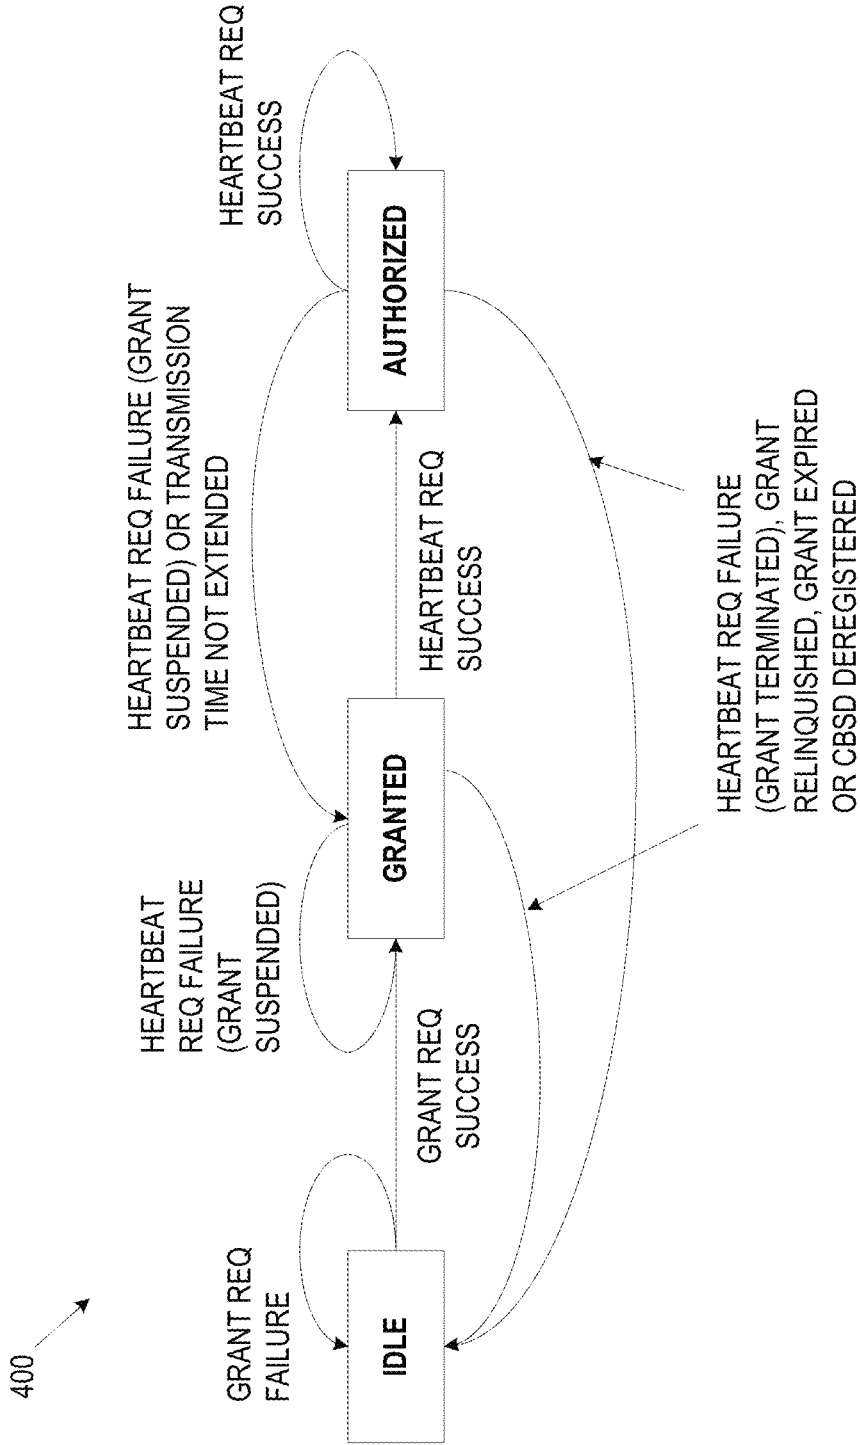 400
GRANT REQ
FAILURE
HEARTBEAT
REQ FAILURE
(GRANT
SUSPENDED)
HEARTBEAT REQ FAILURE (GRANT
SUSPENDED) OR TRANSMISSION
TIME NOT EXTENDED
HEARTBEAT REQ
SUCCESS
IDLE
GRANT REQ
SUCCESS
GRANTED
HEARTBEAT REQ
SUCCESS
AUTHORIZED
HEARTBEAT REQ FAILURE
(GRANT TERMINATED), GRANT
RELINQUISHED, GRANT EXPIRED
OR CBSD DEREGISTERED